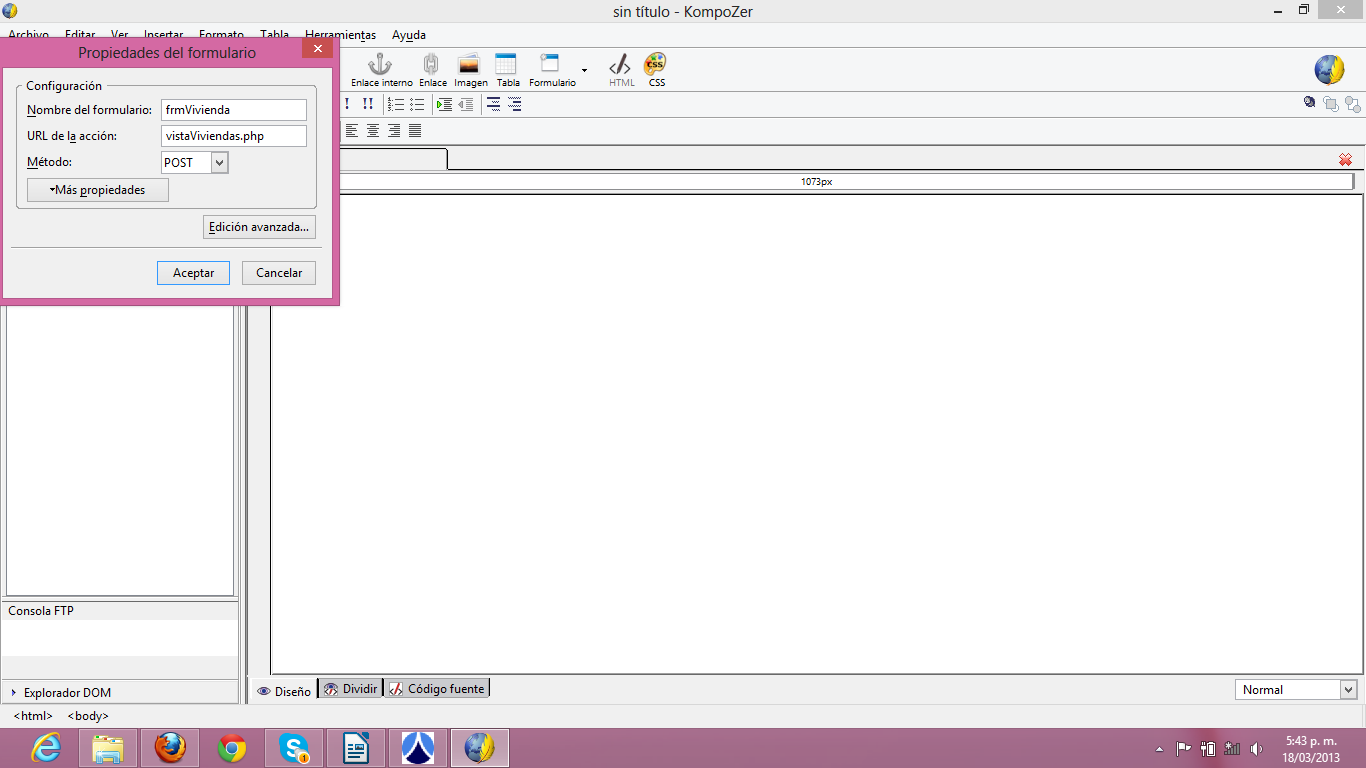 sin título - KompoZer
Archivo Editar Ver Insertar Formato Tabla Herramientas Ayuda
Propiedades del formulario
Configuración
Nombre del formulario: frmVivienda
URL de la acción: vistaViviendas.php
Método: POST
Más propiedades
Edición avanzada...
Aceptar Cancelar
Enlace interno Enlace Imagen Tabla Formulario HTML CSS
1073px
Consola FTP
Explorador DOM
Diseño Dividir Código fuente
Normal
<html> <body>
1
5:43 p. m.
18/03/2013